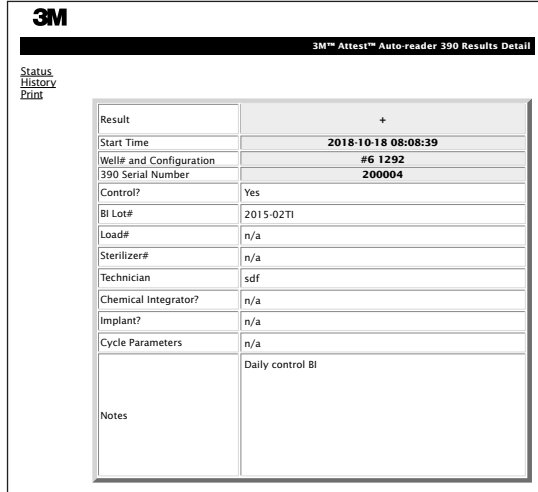 3M
3M™ Attest™ Auto-reader 390 Results Detail
Status
History
Print
Result +
Start Time 2018-10-18 08:08:39
Well# and Configuration #6 1292
390 Serial Number 200004
Control? Yes
BI Lot# 2015-02TI
Load# n/a
Sterilizer# n/a
Technician sdf
Chemical Integrator? n/a
Implant? n/a
Cycle Parameters n/a
Notes Daily control BI